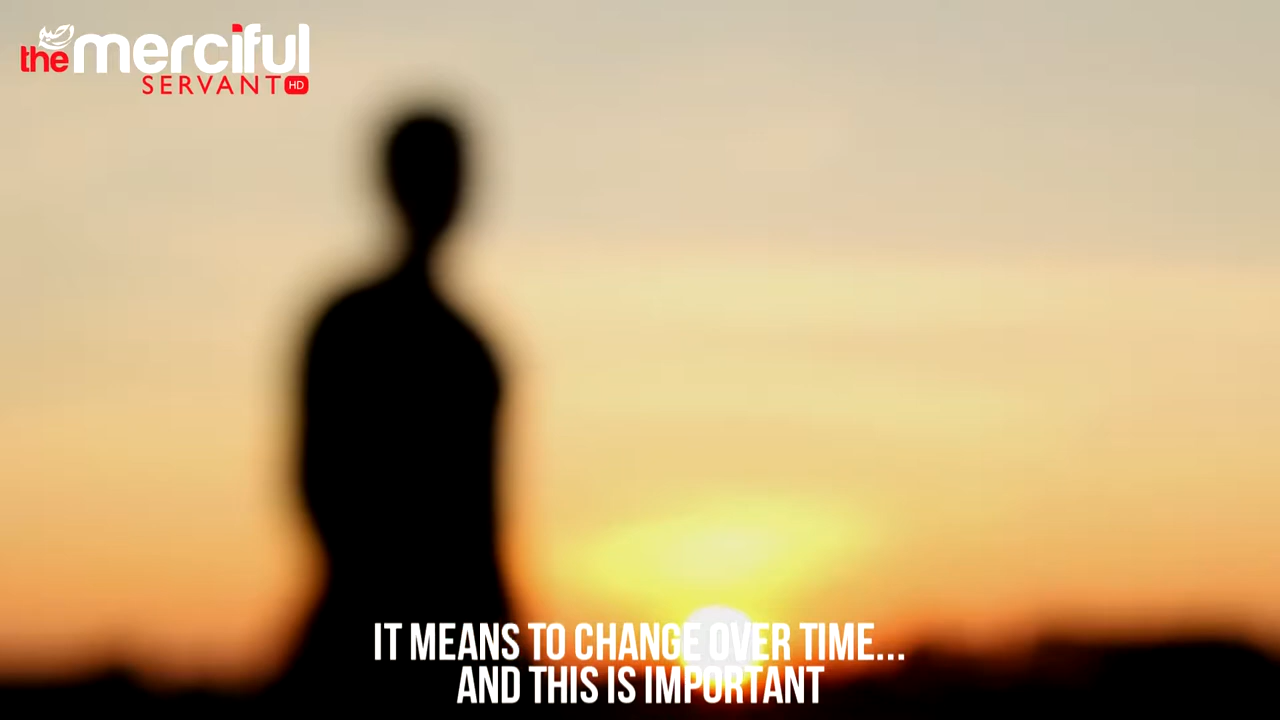 the merciful
SERVANT HD
IT MEANS TO CHANGE OVER TIME...
AND THIS IS IMPORTANT